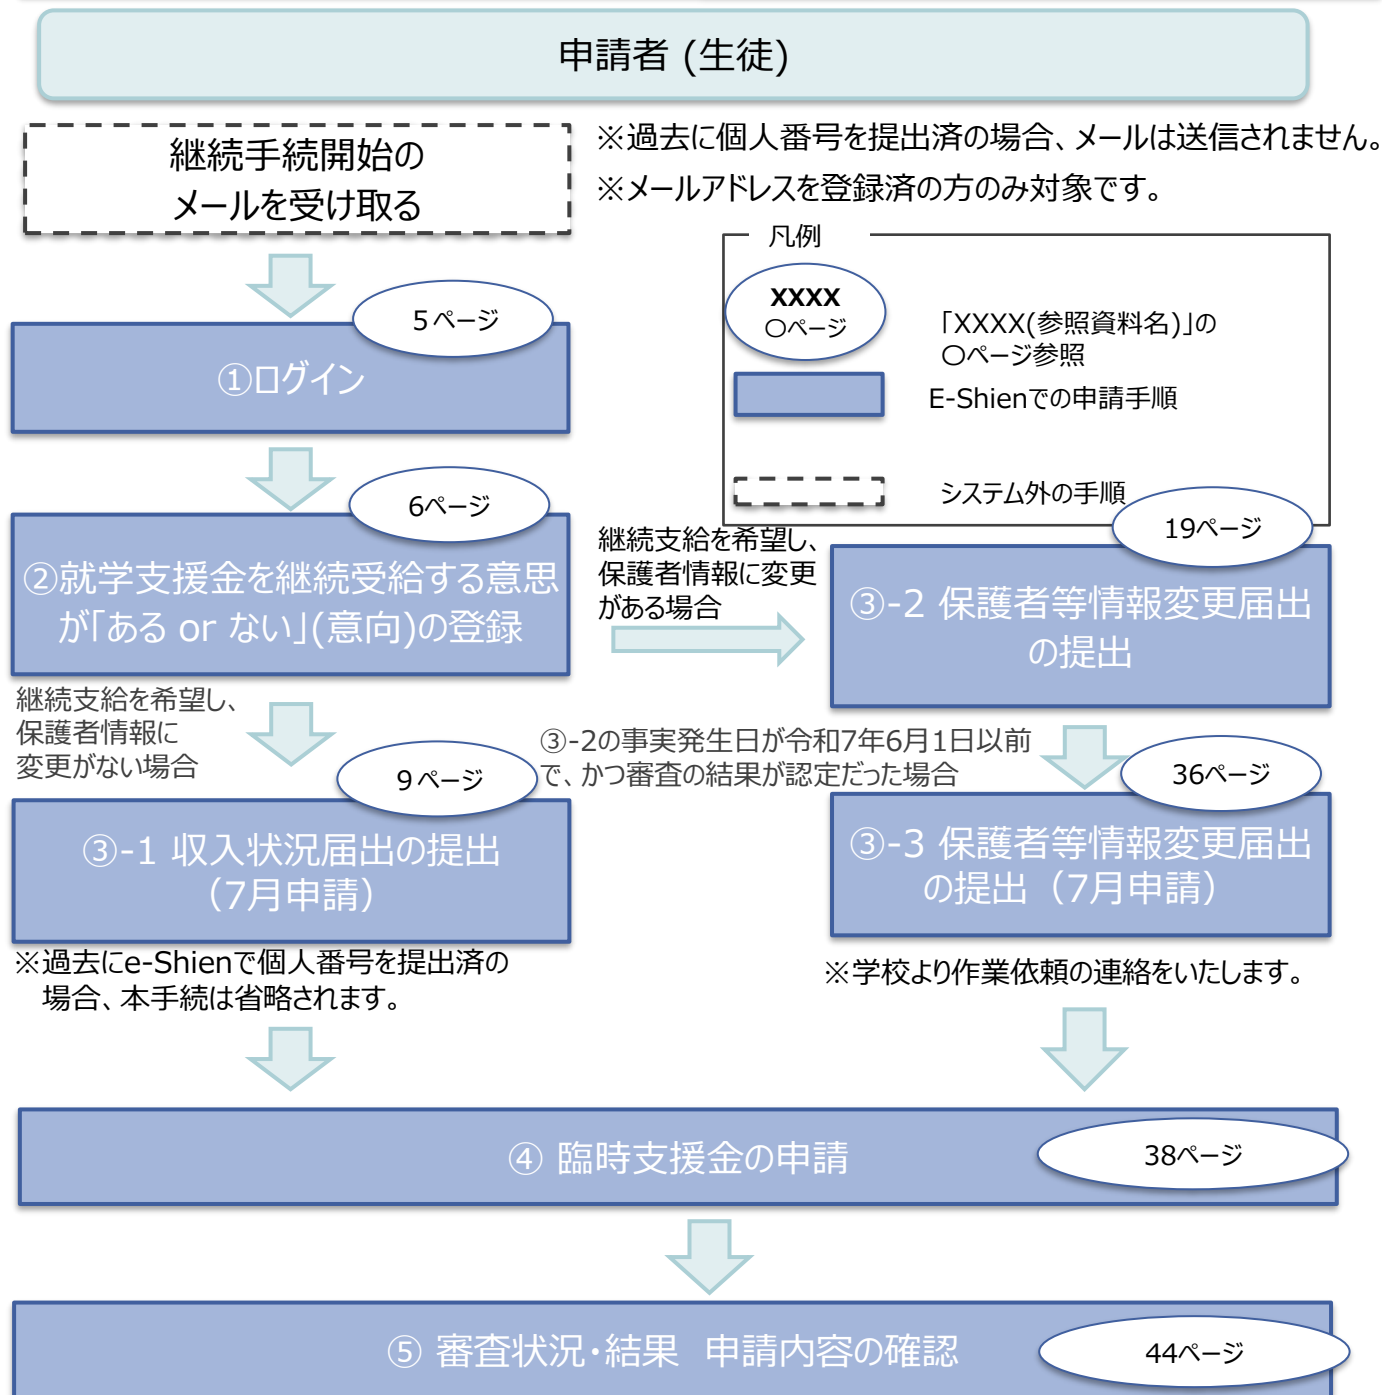 申請者 (生徒)
継続手続開始の
メールを受け取る
※過去に個人番号を提出済の場合、メールは送信されません。
※メールアドレスを登録済の方のみ対象です。
凡例
XXXX
〇ページ
「XXXX(参照資料名)」の
〇ページ参照
E-Shienでの申請手順
システム外の手順
5ページ
①ログイン
6ページ
②就学支援金を継続受給する意思
が「ある or ない」(意向)の登録
継続支給を希望し、
保護者情報に変更
がある場合
19ページ
③-2 保護者等情報変更届出
の提出
継続支給を希望し、
保護者情報に
変更がない場合
③-2の事実発生日が令和7年6月1日以前
で、かつ審査の結果が認定だった場合
9ページ
③-1 収入状況届出の提出
（7月申請）
36ページ
③-3 保護者等情報変更届出
の提出（7月申請）
※過去にe-Shienで個人番号を提出済の
場合、本手続は省略されます。
※学校より作業依頼の連絡をいたします。
④ 臨時支援金の申請
38ページ
⑤ 審査状況・結果　申請内容の確認
44ページ